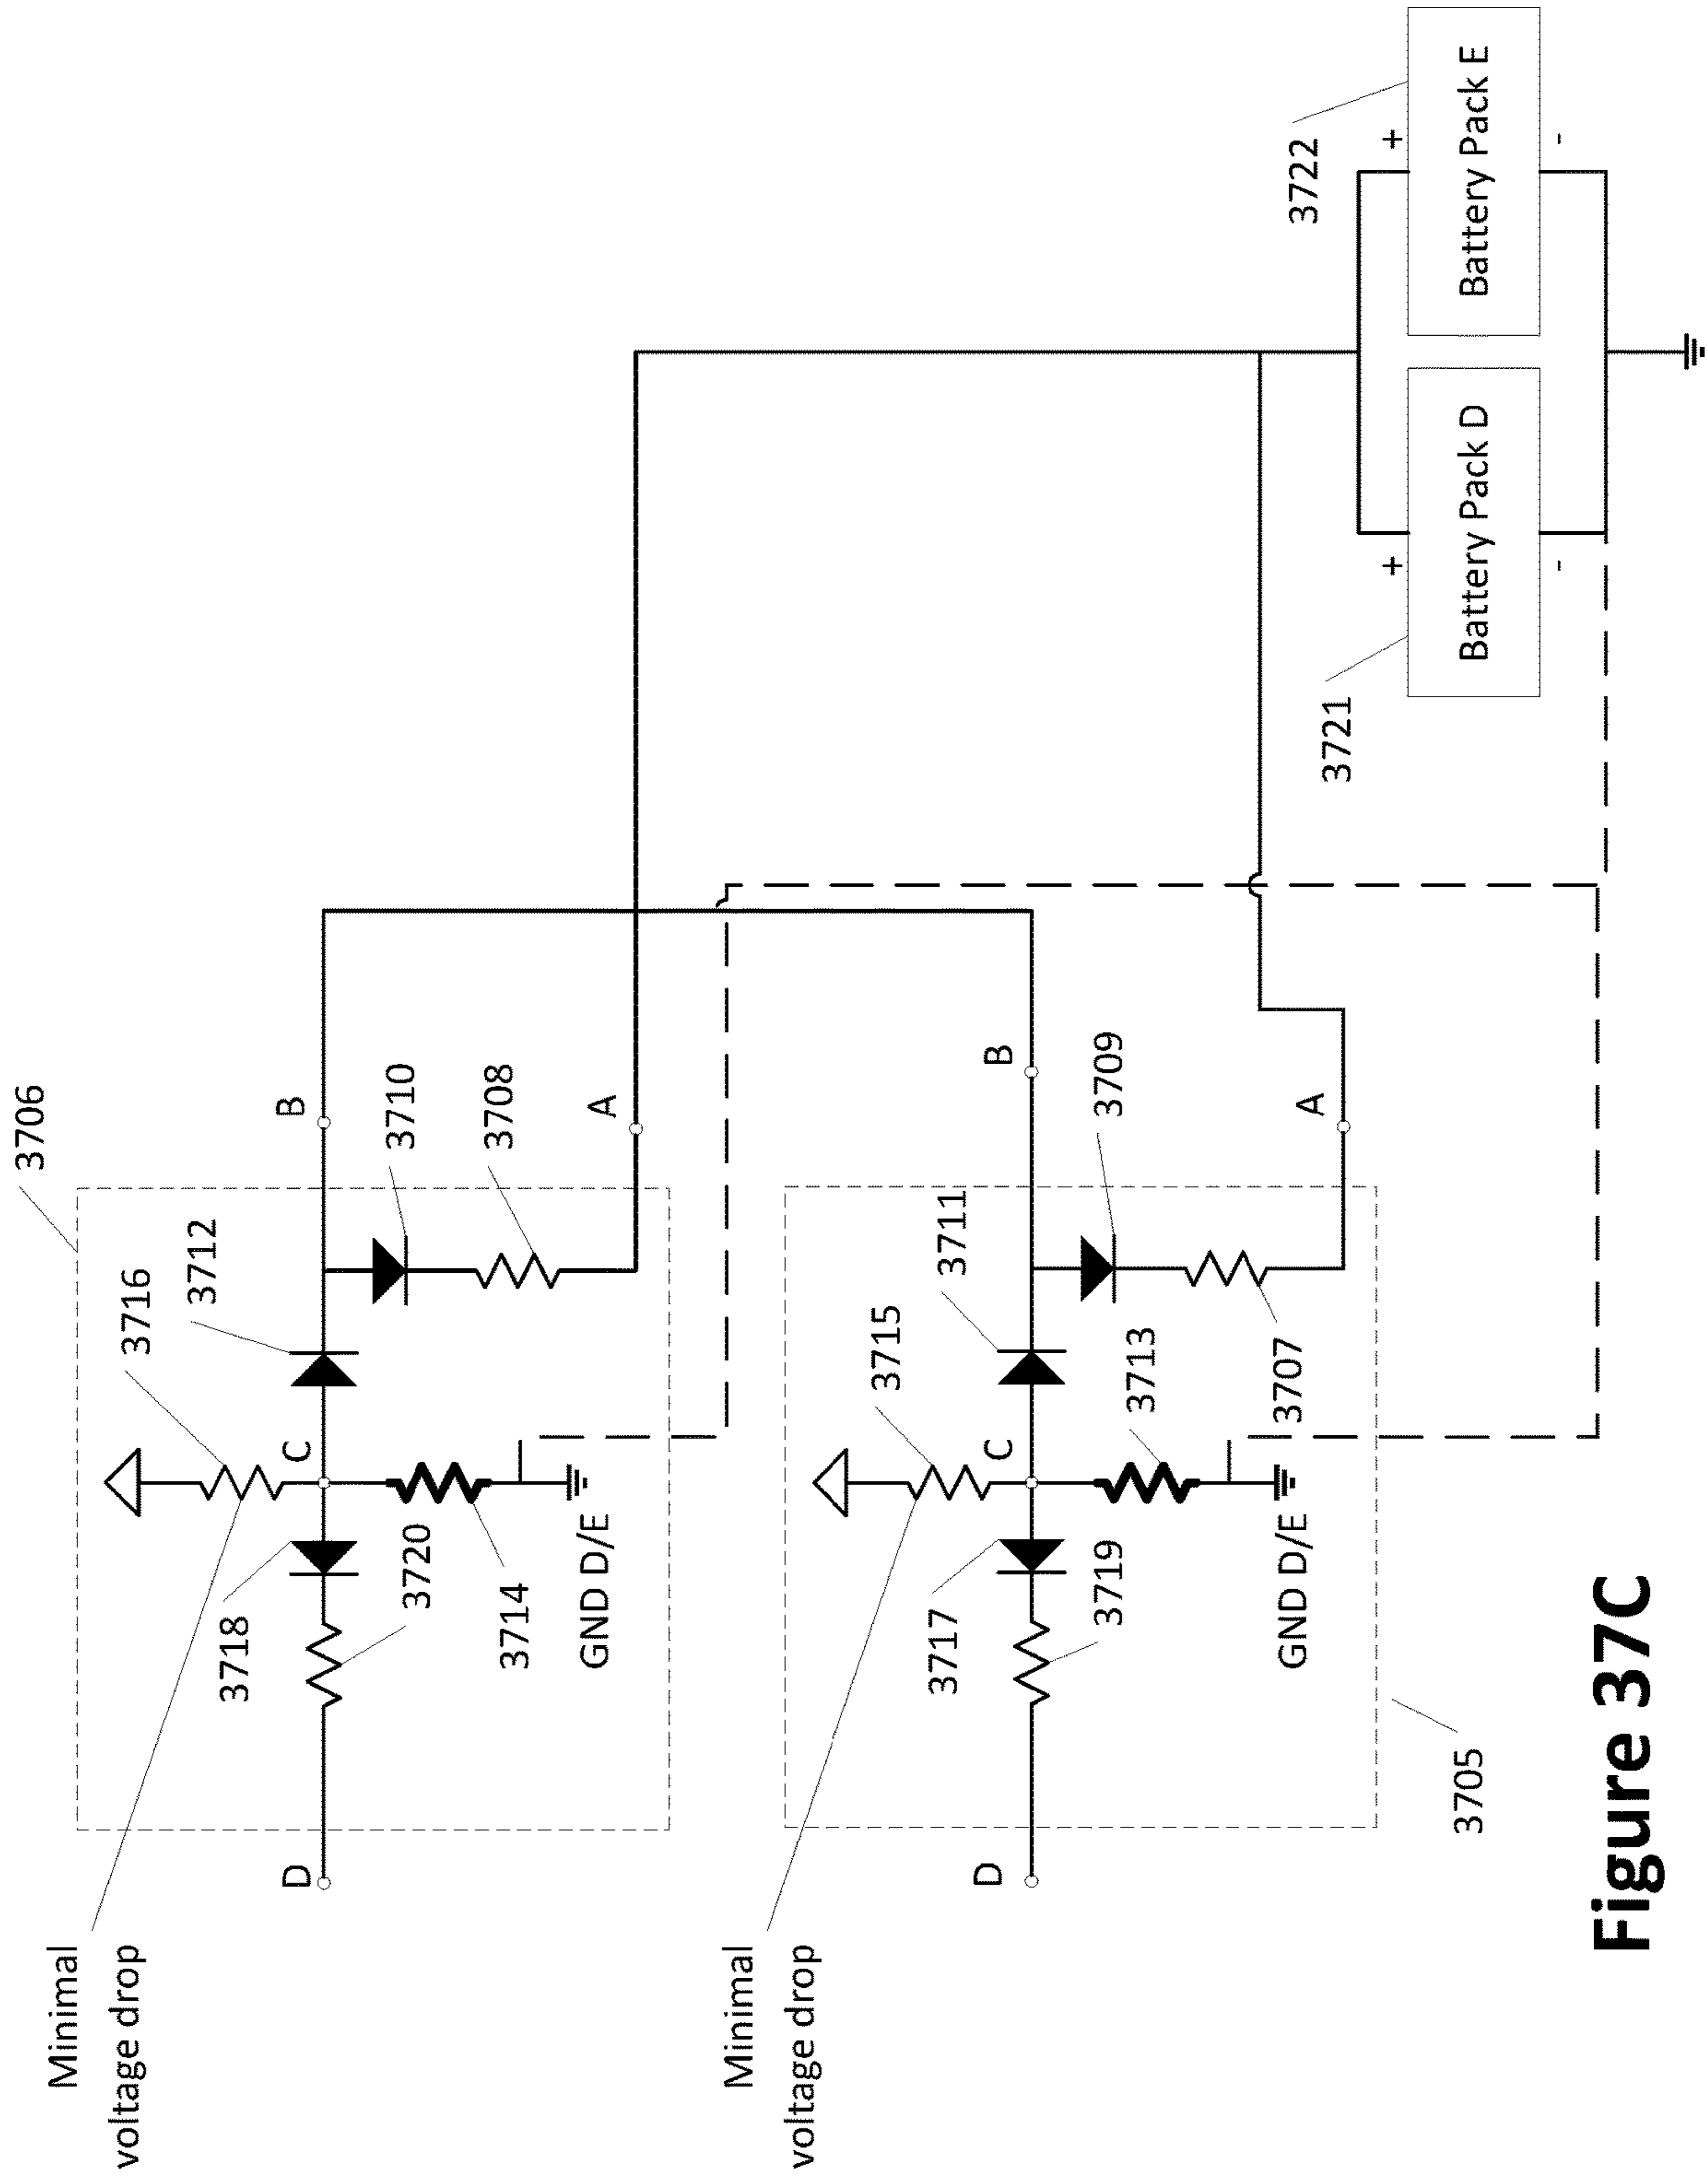 Minimal
voltage drop
3706
3716
3712
B
3710
3708
A
C
3718
3720
3714
GND D/E
D
Minimal
voltage drop
3715
3711
B
3709
A
C
3713
3707
3717
3719
GND D/E
D
3705
3722
+
Battery Pack E
-
3721
+
Battery Pack D
-
Figure 37C